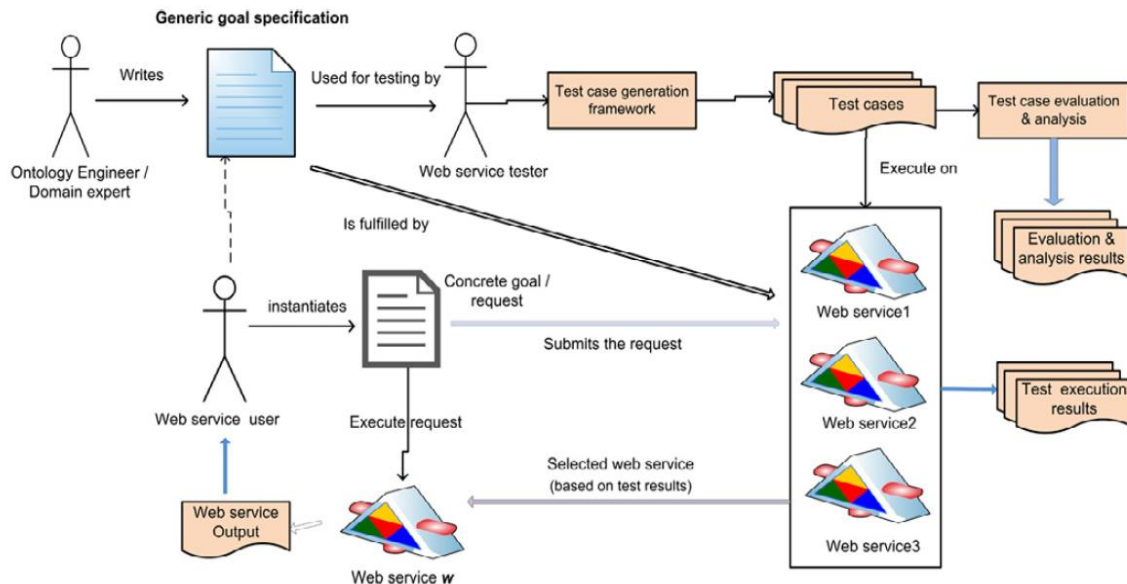 Generic goal specification
Writes
Used for testing by
Test case generation
framework
Test cases
Test case evaluation
& analysis
Ontology Engineer /
Domain expert
Web service tester
Execute on
Is fulfilled by
Evaluation &
analysis results
Concrete goal /
request
instantiates
Web service1
Submits the request
Web service user
Execute request
Web service2
Test execution
results
Selected web service
(based on test results)
Web service
Output
Web service3
Web service w